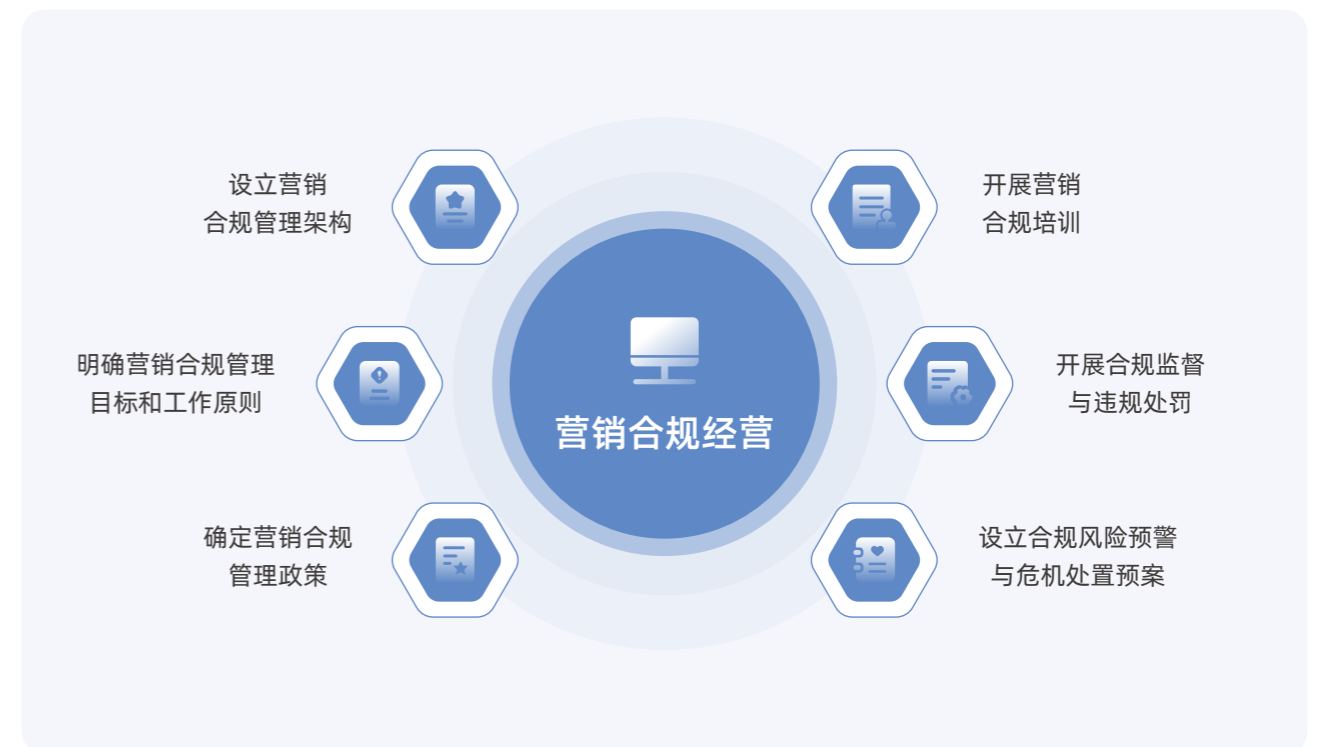 设立营销
合规管理架构
明确营销合规管理
目标和工作原则
确定营销合规
管理政策
营销合规经营
开展营销
合规培训
开展合规监督
与违规处罚
设立合规风险预警
与危机处置预案